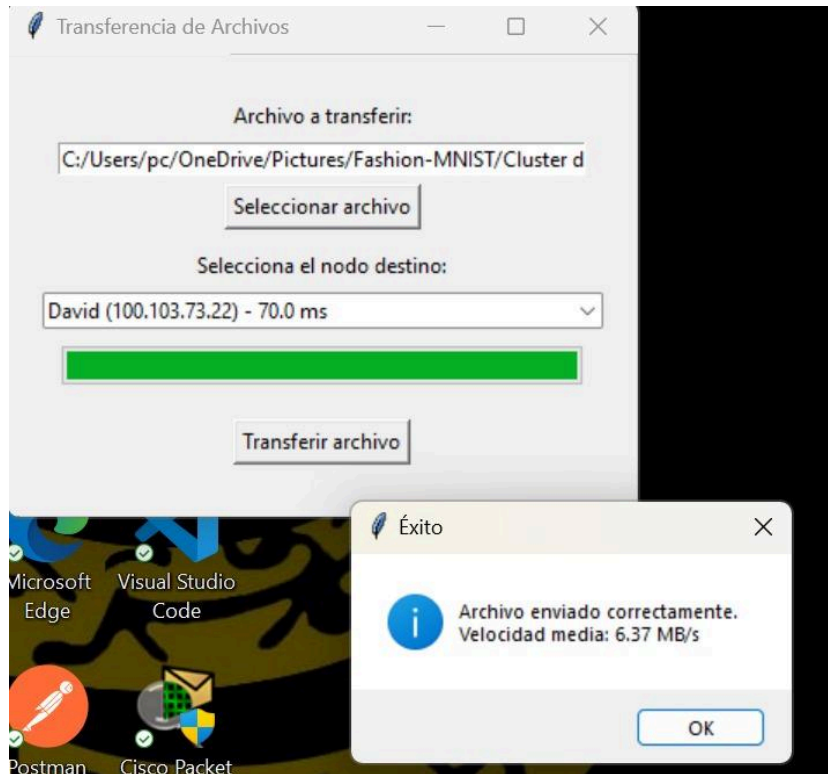 Transferencia de Archivos
Archivo a transferir:
C:/Users/pc/OneDrive/Pictures/Fashion-MNIST/Cluster d
Seleccionar archivo
Selecciona el nodo destino:
David (100.103.73.22) - 70.0 ms
Transferir archivo
Éxito
Archivo enviado correctamente.
Velocidad media: 6.37 MB/s
OK
Microsoft
Edge
Visual Studio
Code
Postman
Cisco Packet